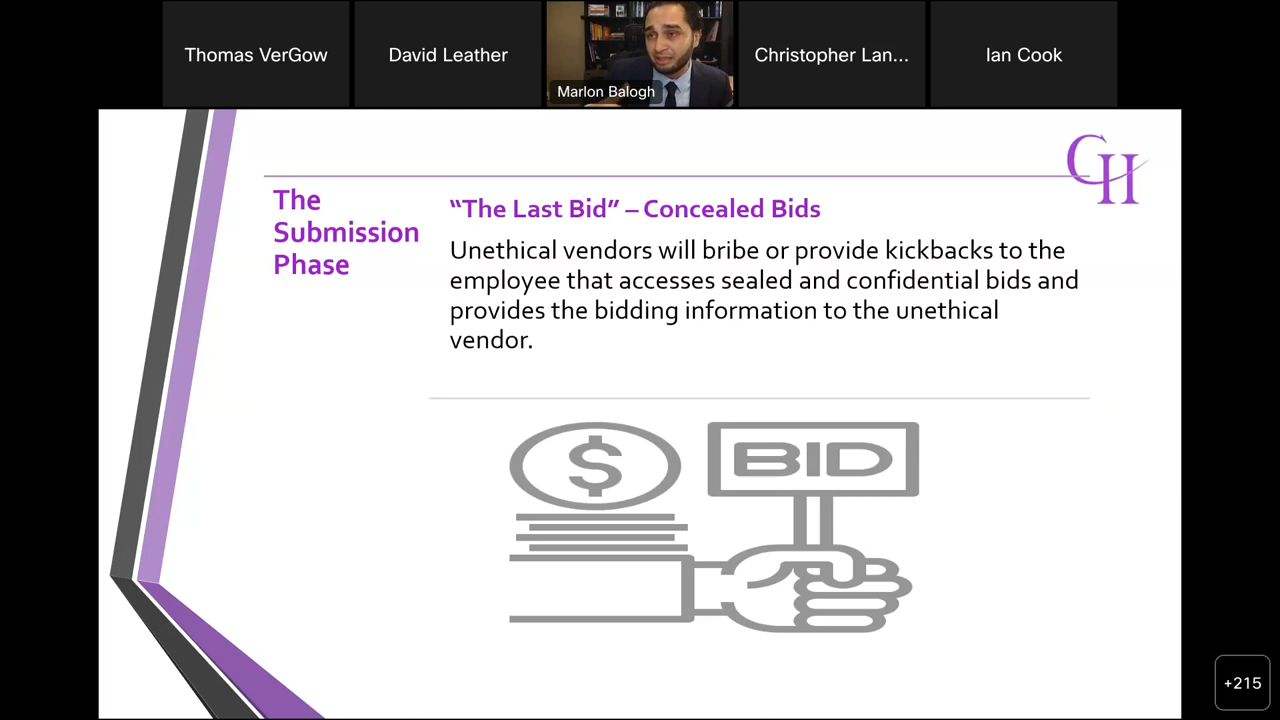 Thomas VerGow
David Leather
Marlon Balogh
Christopher Lan...
Ian Cook
GH
The
Submission
Phase
“The Last Bid” – Concealed Bids
Unethical vendors will bribe or provide kickbacks to the
employee that accesses sealed and confidential bids and
provides the bidding information to the unethical
vendor.
$
BID
+215